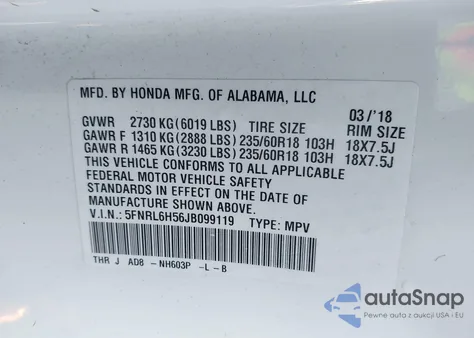 MFD. BY HONDA MFG. OF ALABAMA, LLC
03/'18
GVWR 2730 KG(6019 LBS) TIRE SIZE RIM SIZE
GAWR F 1310 KG(2888 LBS)235/60R18 103H 18X7.5J
GAWR R 1465 KG(3230 LBS)235/60R18 103H 18X7.5J
THIS VEHICLE CONFORMS TO ALL APPLICABLE
FEDERAL MOTOR VEHICLE SAFETY
STANDARDS IN EFFECT ON THE DATE OF
MANUFACTURE SHOWN ABOVE.
V.I.N.: 5FNRL6H56JB099119 TYPE: MPV
THR J AD8 - NH603P -L - B
autoSnap
Pewne auta z aukcji USA i EU